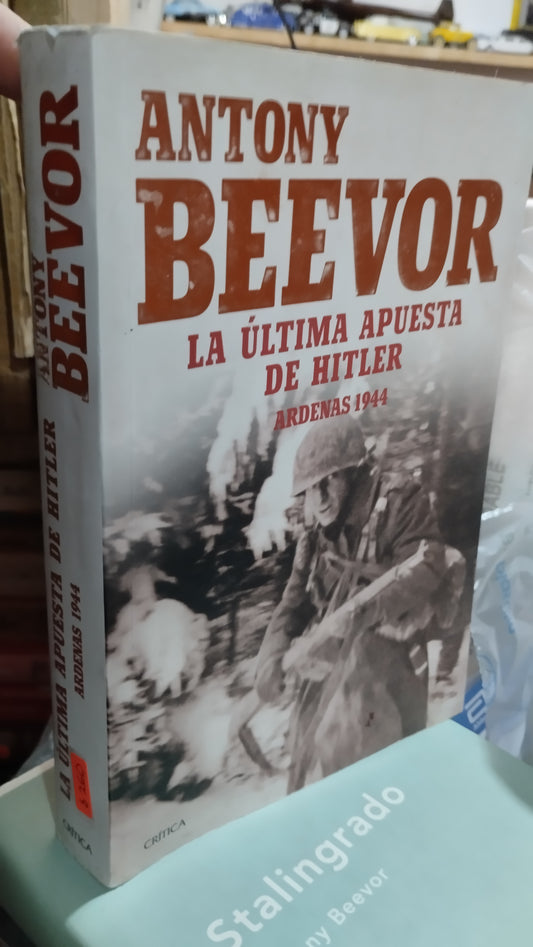 ANTONY
BEEVOR
LA ÚLTIMA APUESTA
DE HITLER
ARDENAS 1944
CRÍTICA
ANTONY
BEEVOR
LA ÚLTIMA APUESTA DE HITLER
ARDENAS 1944
CRÍTICA
Stalingrado
ny Beevor